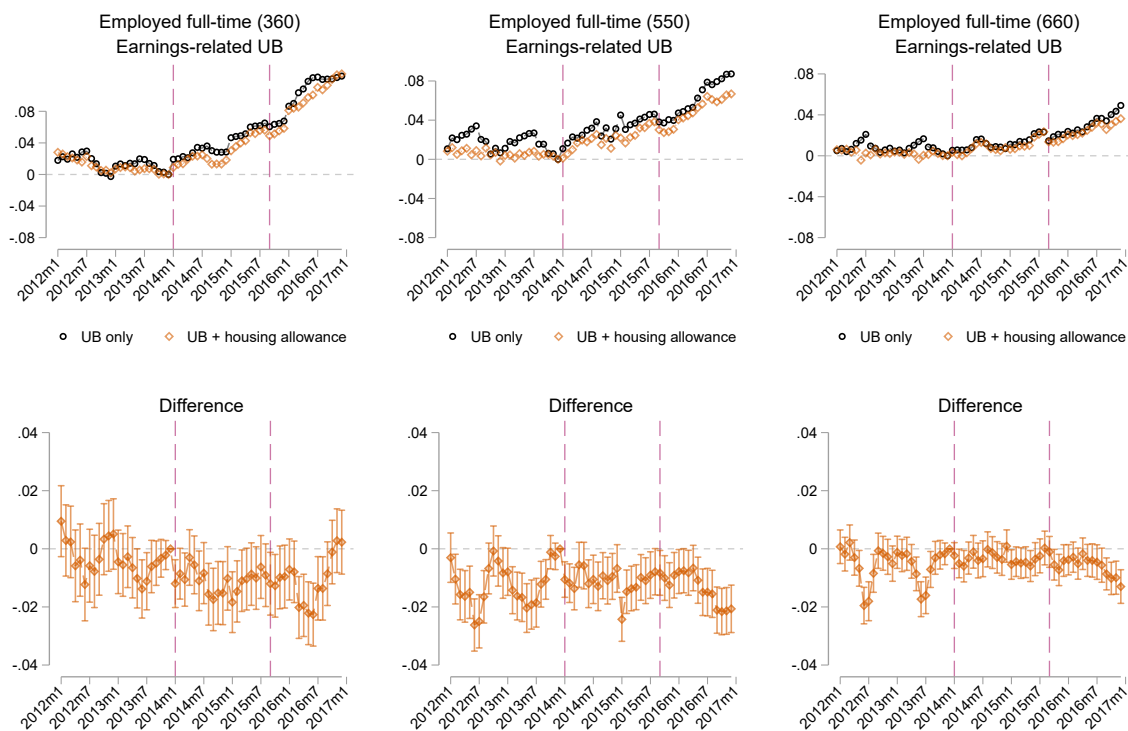 Employed full-time (360)
Earnings-related UB
.08
.04
0
-.04
-.08
2012m1
2012m7
2013m1
2013m7
2014m1
2014m7
2015m1
2015m7
2016m1
2016m7
2017m1
UB only
UB + housing allowance
Employed full-time (550)
Earnings-related UB
.08
.04
0
-.04
-.08
2012m1
2012m7
2013m1
2013m7
2014m1
2014m7
2015m1
2015m7
2016m1
2016m7
2017m1
UB only
UB + housing allowance
Employed full-time (660)
Earnings-related UB
.08
.04
0
-.04
-.08
2012m1
2012m7
2013m1
2013m7
2014m1
2014m7
2015m1
2015m7
2016m1
2016m7
2017m1
UB only
UB + housing allowance
Difference
.04
.02
0
-.02
-.04
2012m1
2012m7
2013m1
2013m7
2014m1
2014m7
2015m1
2015m7
2016m1
2016m7
2017m1
Difference
.04
.02
0
-.02
-.04
2012m1
2012m7
2013m1
2013m7
2014m1
2014m7
2015m1
2015m7
2016m1
2016m7
2017m1
Difference
.04
.02
0
-.02
-.04
2012m1
2012m7
2013m1
2013m7
2014m1
2014m7
2015m1
2015m7
2016m1
2016m7
2017m1